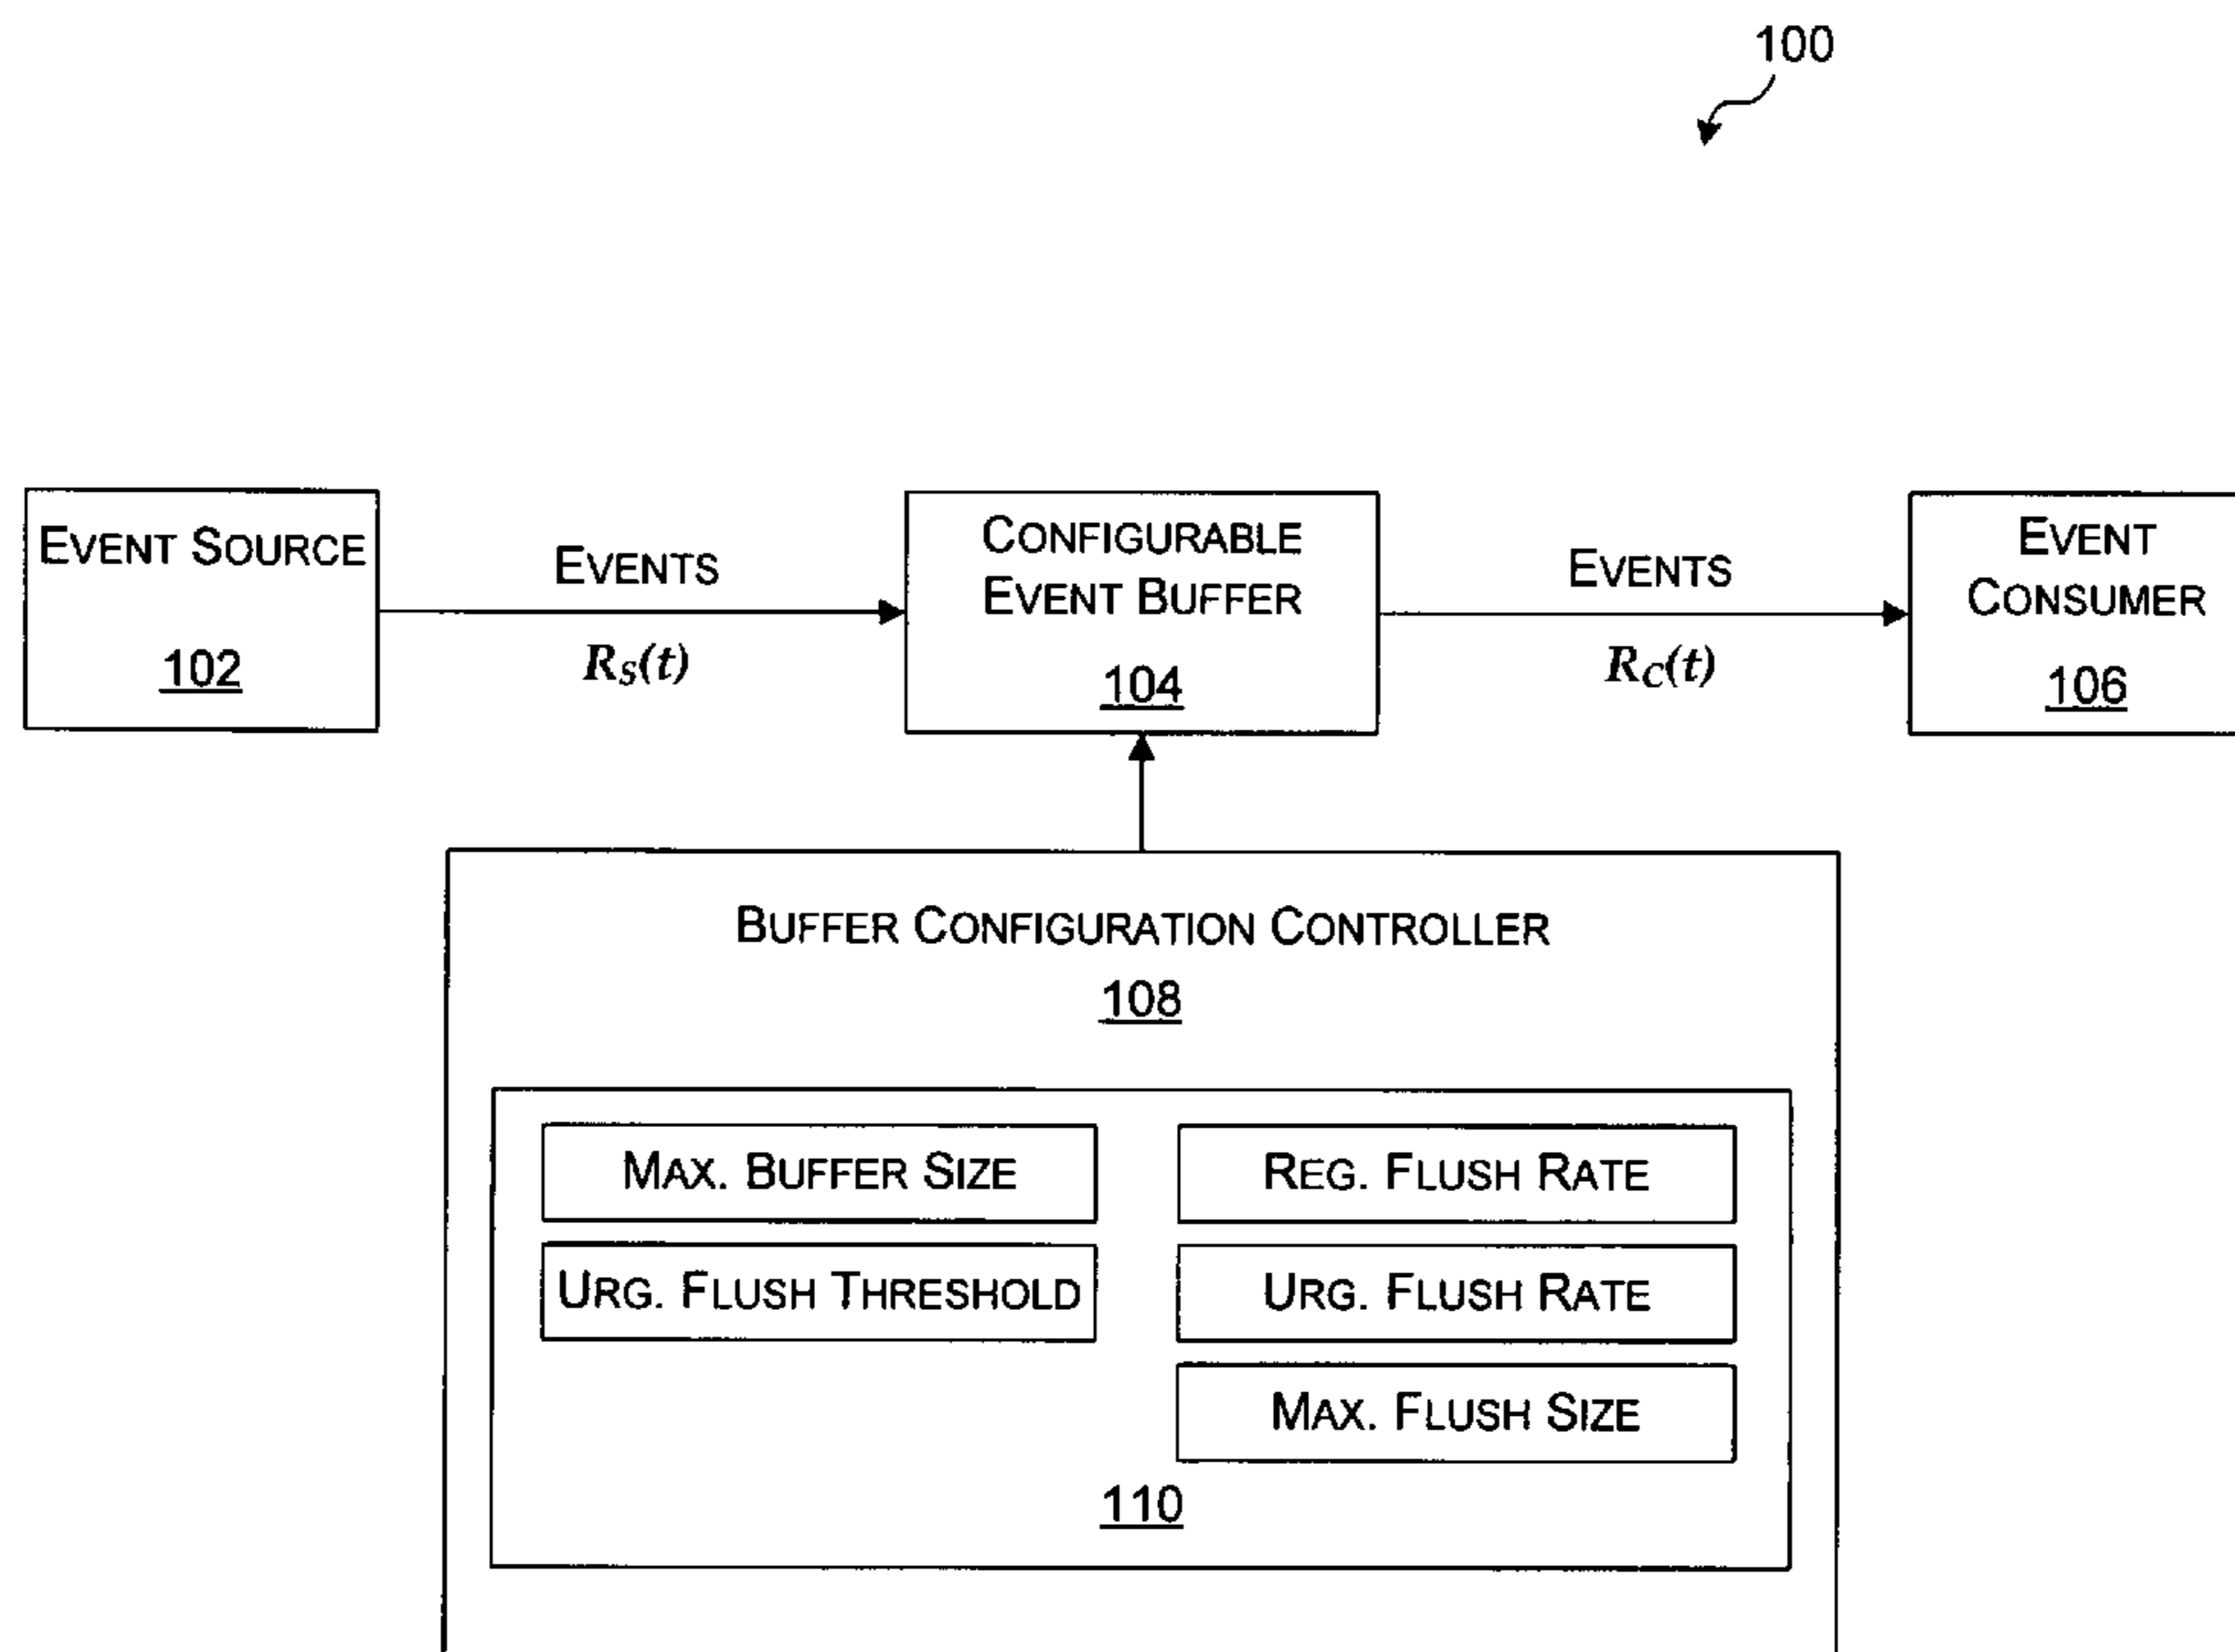 100
EVENT SOURCE
102
EVENTS
Rs(t)
CONFIGURABLE
EVENT BUFFER
104
EVENTS
Rc(t)
EVENT
CONSUMER
106
BUFFER CONFIGURATION CONTROLLER
108
MAX. BUFFER SIZE
REG. FLUSH RATE
URG. FLUSH THRESHOLD
URG. FLUSH RATE
MAX. FLUSH SIZE
110